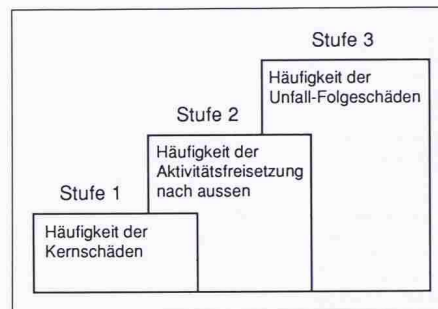 Stufe 3
Häufigkeit der
Unfall-Folgeschäden
Stufe 2
Häufigkeit der
Aktivitätsfreisetzung
nach aussen
Stufe 1
Häufigkeit der
Kernschäden